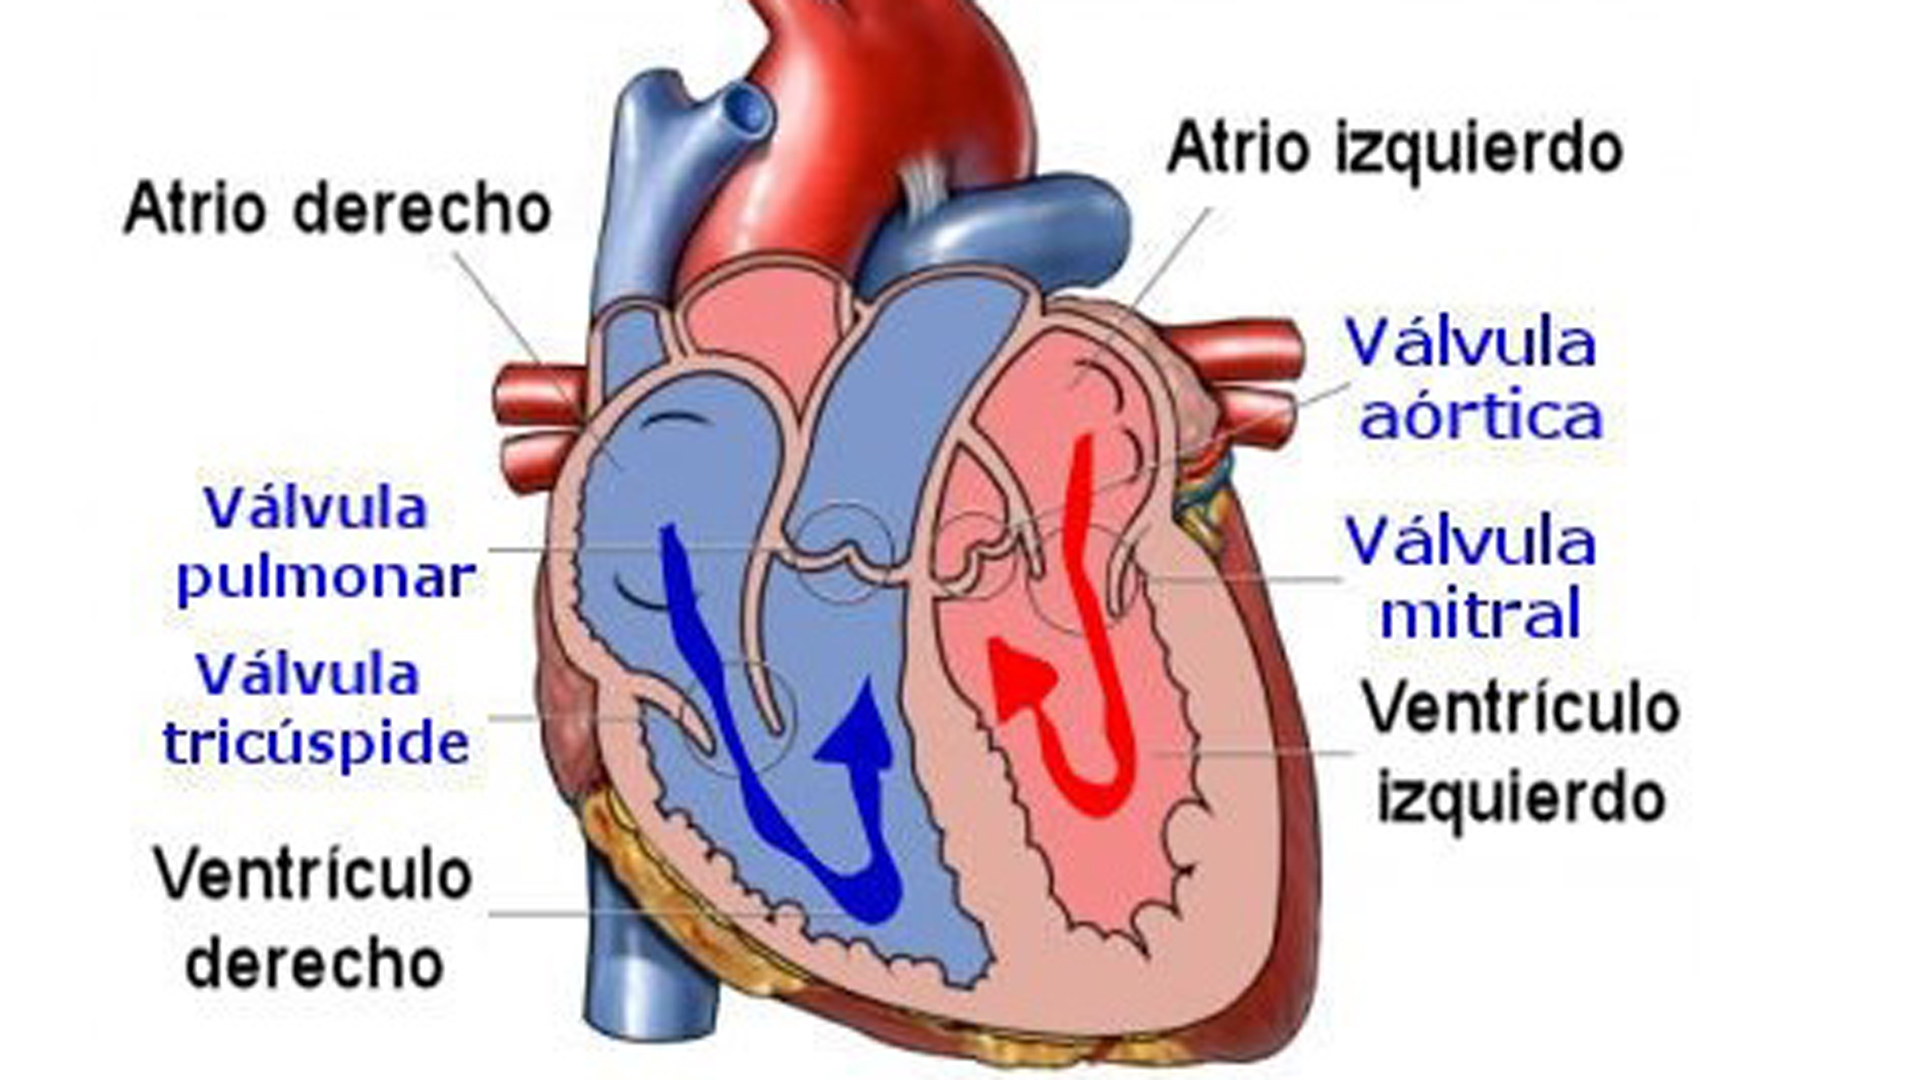 Atrio derecho
Válvula
pulmonar
Válvula
tricúspide
Ventrículo
derecho
Atrio izquierdo
Válvula
aórtica
Válvula
mitral
Ventrículo
izquierdo